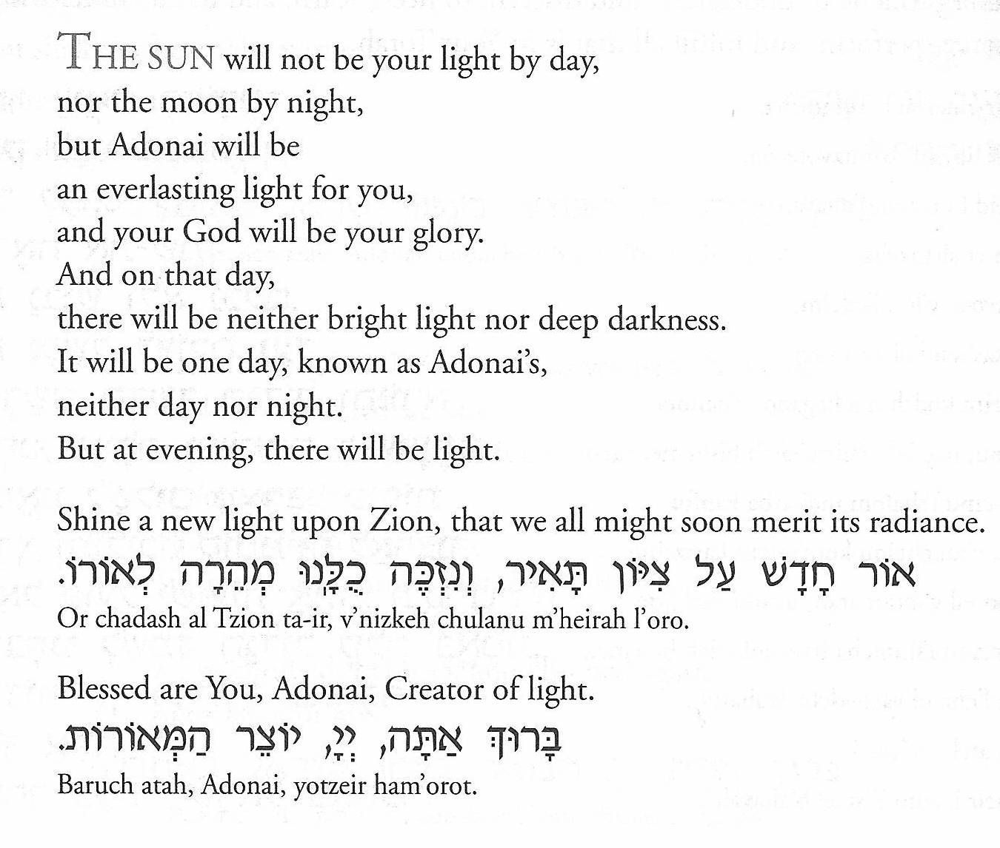 THE SUN will not be your light by day,
nor the moon by night,
but Adonai will be
an everlasting light for you,
and your God will be your glory.
And on that day,
there will be neither bright light nor deep darkness.
It will be one day, known as Adonai’s,
neither day nor night.
But at evening, there will be light.
Shine a new light upon Zion, that we all might soon merit its radiance.
אוֹר חָדָשׁ עַל צִיּוֹן תָּאִיר, וְנִזְכֶּה כֻלָּֽנוּ מְהֵרָה לְאוֹרוֹ.
Or chadash al Tzion ta-ir, v’nizkeh chulanu m’heirah l’oro.
Blessed are You, Adonai, Creator of light.
בָּרוּךְ אַתָּה, יְיָ, יוֹצֵר הַמְּאוֹרוֹת.
Baruch atah, Adonai, yotzeir ham’orot.